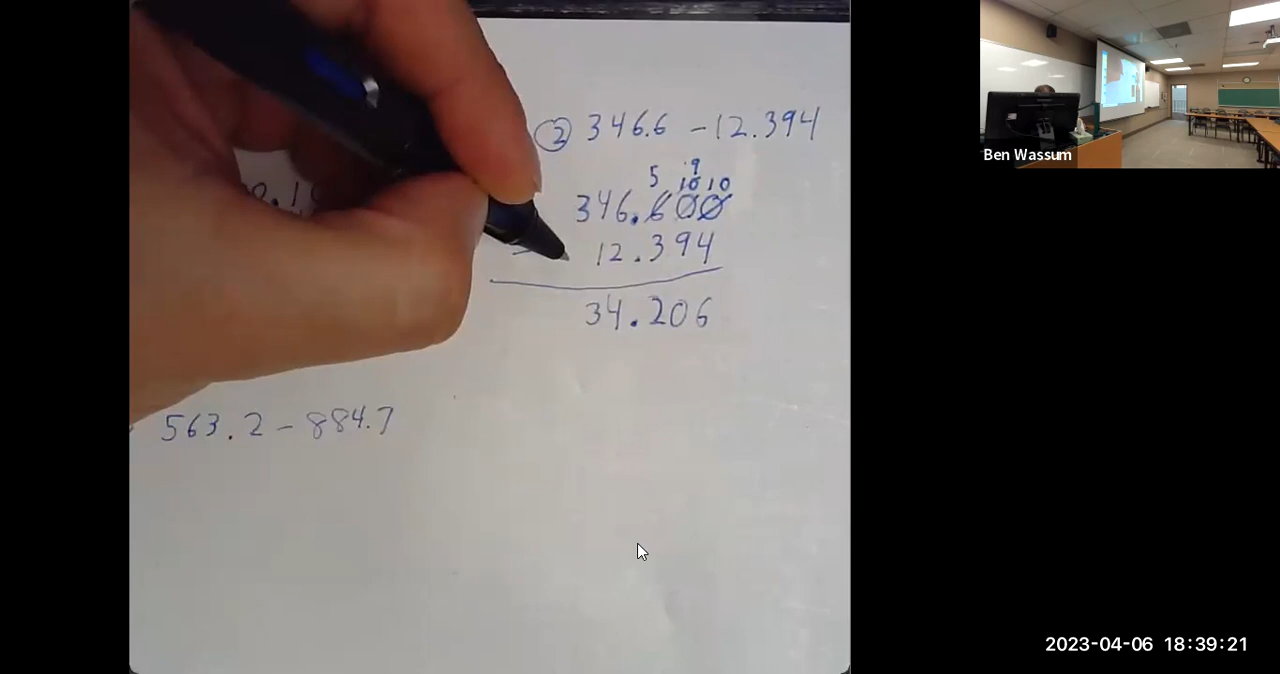 ② 346.6 - 12.394
9
5 10 10
346.600
- 12.394
34.206
563.2 - 884.7
Ben Wassum
2023-04-06 18:39:21